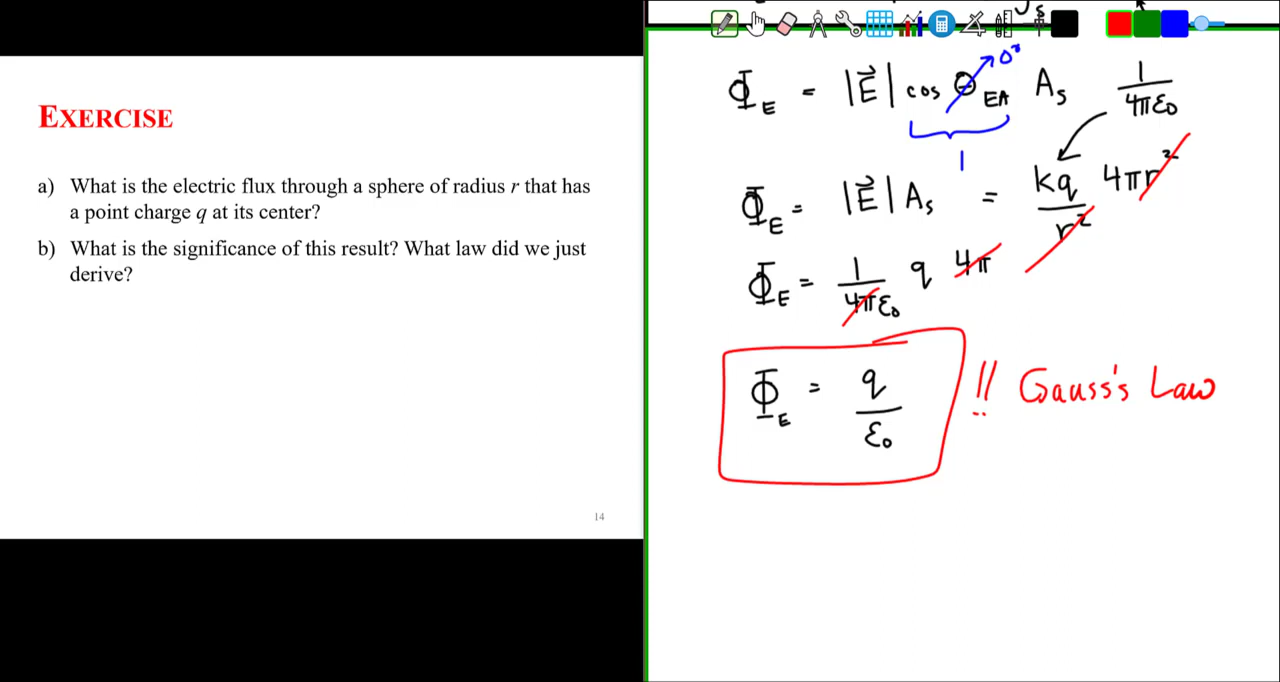 EXERCISE
a) What is the electric flux through a sphere of radius r that has
a point charge q at its center?
b) What is the significance of this result? What law did we just
derive?
14
Φ_E = |E⃗| cos θ_EA A_s
0°
1
1/(4πε₀)
Φ_E = |E⃗| A_s = kq/r² 4πr²
Φ_E = 1/(4πε₀) q 4π
Φ_E = q/ε₀ !! Gauss's Law